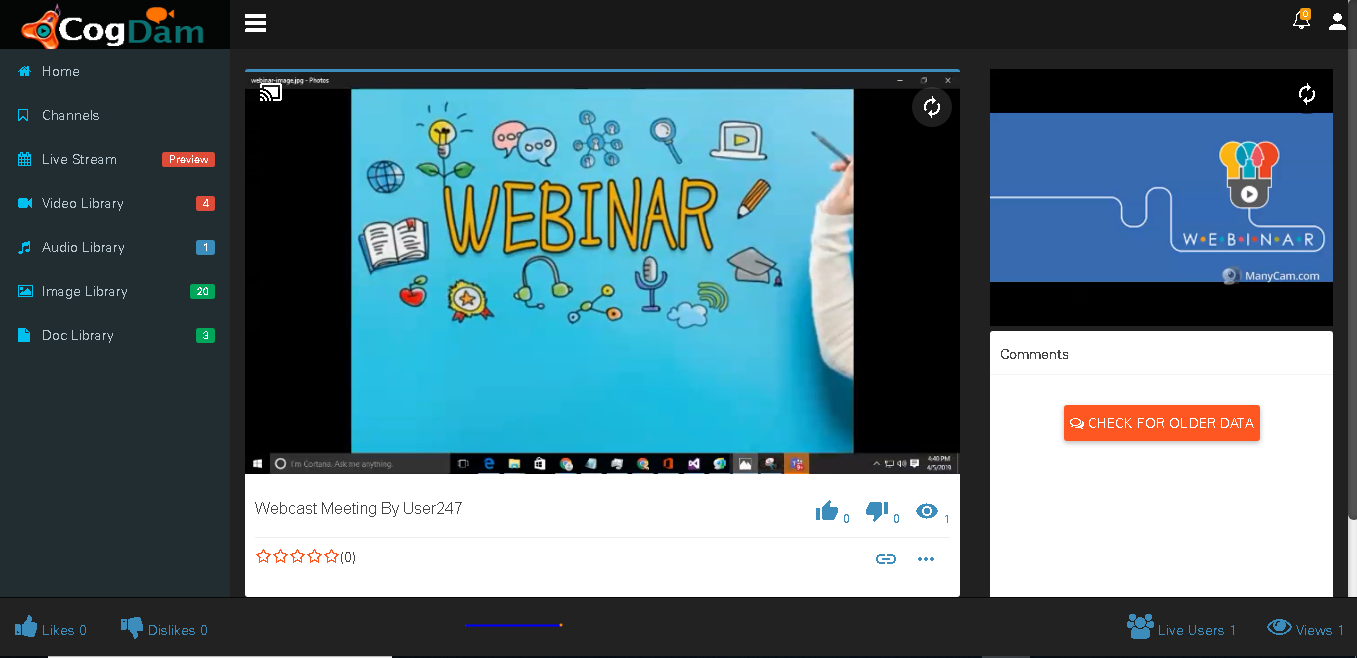 CogDam
0
Home
Channels
Live Stream Preview
Video Library 4
Audio Library 1
Image Library 20
Doc Library 3
webinar-image.jpg - Photos
WEBINAR
I'm Cortana. Ask me anything.
4:40 PM
4/5/2019
Webcast Meeting By User247
0 0 1
(0)
W•E•B•I•N•A•R
ManyCam.com
Comments
CHECK FOR OLDER DATA
Likes 0 Dislikes 0 Live Users 1 Views 1